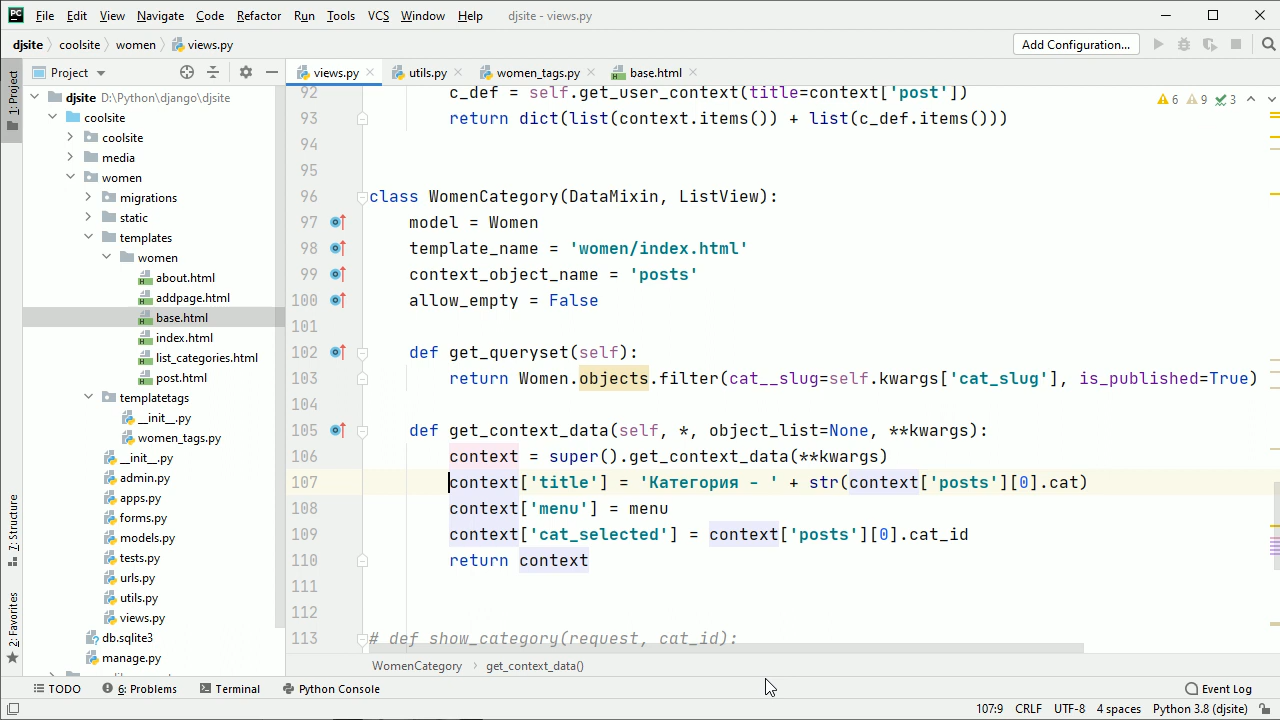 File Edit View Navigate Code Refactor Run Tools VCS Window Help djsite - views.py
djsite coolsite women views.py Add Configuration...
1: Project
Project
views.py utils.py women_tags.py base.html
djsite D:\Python\django\djsite
coolsite
coolsite
media
women
migrations
static
templates
women
about.html
addpage.html
base.html
index.html
list_categories.html
post.html
templatetags
__init__.py
women_tags.py
__init__.py
admin.py
apps.py
forms.py
models.py
tests.py
urls.py
utils.py
views.py
db.sqlite3
manage.py
7: Structure
2: Favorites
6 9 3
92 c_def = self.get_user_context(title=context['post'])
93 return dict(list(context.items()) + list(c_def.items()))
94
95
96 class WomenCategory(DataMixin, ListView):
97 model = Women
98 template_name = 'women/index.html'
99 context_object_name = 'posts'
100 allow_empty = False
101
102 def get_queryset(self):
103 return Women.objects.filter(cat__slug=self.kwargs['cat_slug'], is_published=True)
104
105 def get_context_data(self, *, object_list=None, **kwargs):
106 context = super().get_context_data(**kwargs)
107 context['title'] = 'Категория - ' + str(context['posts'][0].cat)
108 context['menu'] = menu
109 context['cat_selected'] = context['posts'][0].cat_id
110 return context
111
112
113 # def show_category(request, cat_id):
WomenCategory get_context_data()
TODO 6: Problems Terminal Python Console Event Log
107:9 CRLF UTF-8 4 spaces Python 3.8 (djsite)